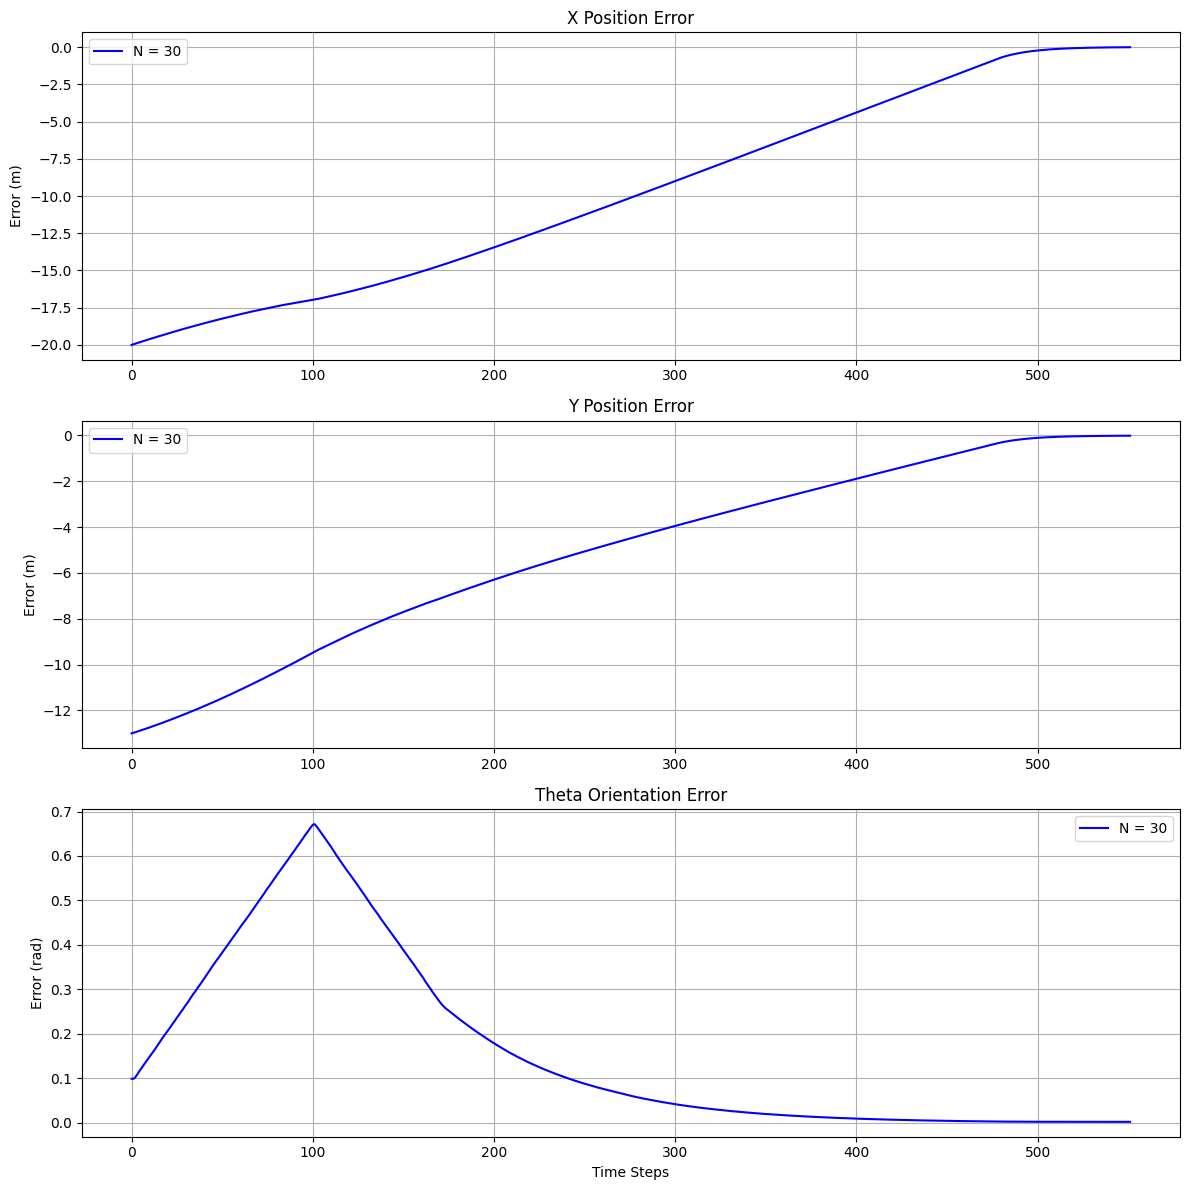 X Position Error
N = 30
Error (m)
0.0
−2.5
−5.0
−7.5
−10.0
−12.5
−15.0
−17.5
−20.0
0 100 200 300 400 500
Y Position Error
N = 30
Error (m)
0
−2
−4
−6
−8
−10
−12
0 100 200 300 400 500
Theta Orientation Error
N = 30
Error (rad)
0.7
0.6
0.5
0.4
0.3
0.2
0.1
0.0
0 100 200 300 400 500
Time Steps